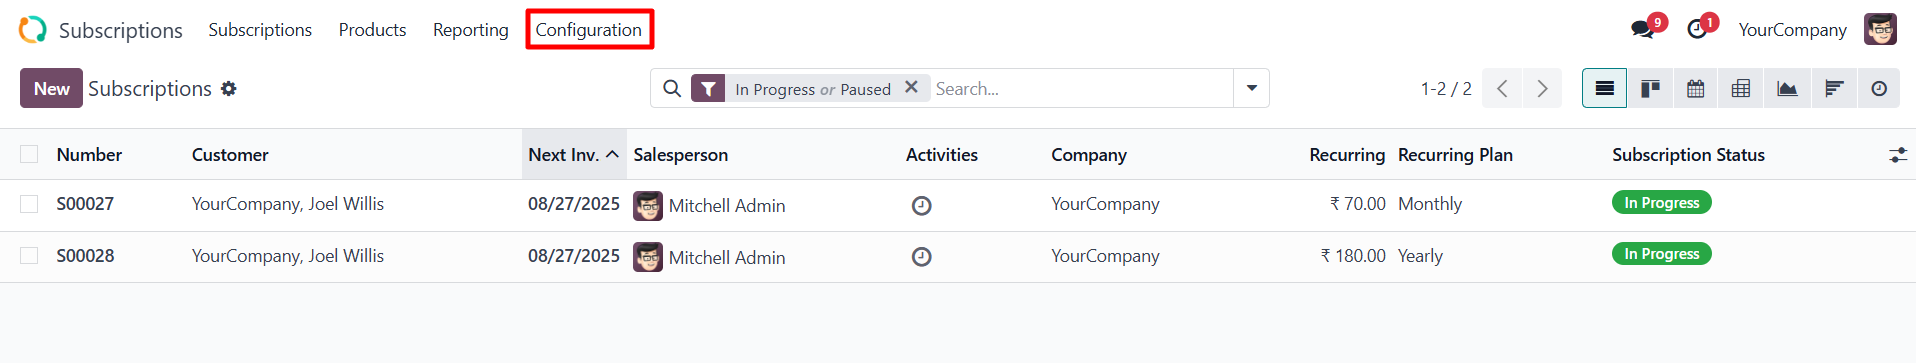 Subscriptions Subscriptions Products Reporting Configuration 9 1 YourCompany
New Subscriptions In Progress or Paused Search... 1-2 / 2
Number Customer Next Inv. Salesperson Activities Company Recurring Recurring Plan Subscription Status
S00027 YourCompany, Joel Willis 08/27/2025 Mitchell Admin YourCompany ₹ 70.00 Monthly In Progress
S00028 YourCompany, Joel Willis 08/27/2025 Mitchell Admin YourCompany ₹ 180.00 Yearly In Progress